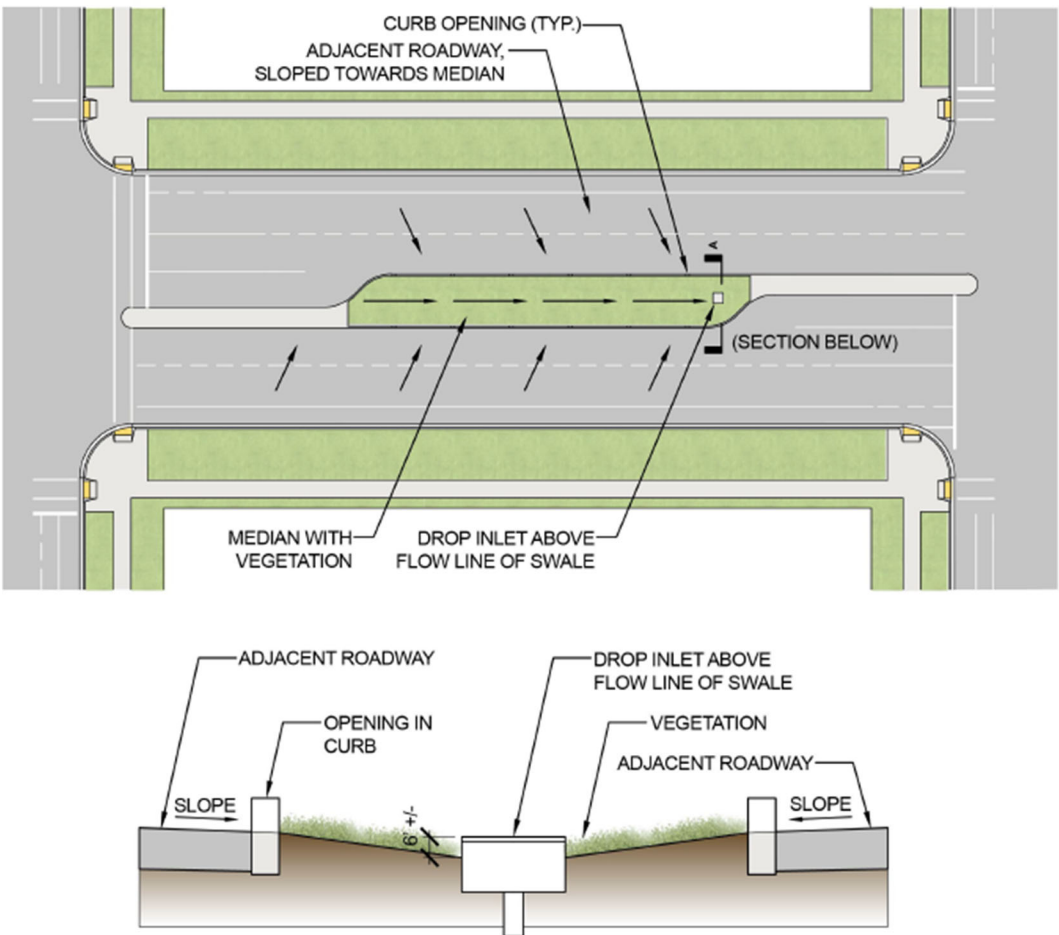 CURB OPENING (TYP.)
ADJACENT ROADWAY,
SLOPED TOWARDS MEDIAN
A
(SECTION BELOW)
MEDIAN WITH
VEGETATION
DROP INLET ABOVE
FLOW LINE OF SWALE
ADJACENT ROADWAY
DROP INLET ABOVE
FLOW LINE OF SWALE
OPENING IN
CURB
VEGETATION
ADJACENT ROADWAY
SLOPE
6" +/-
SLOPE